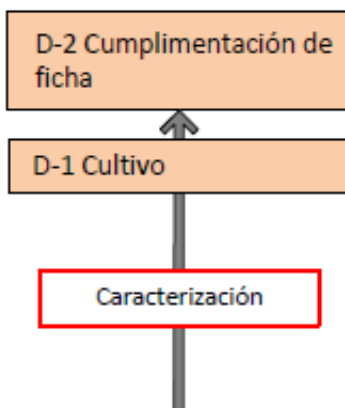 D-2 Cumplimentación de
ficha
D-1 Cultivo
Caracterización